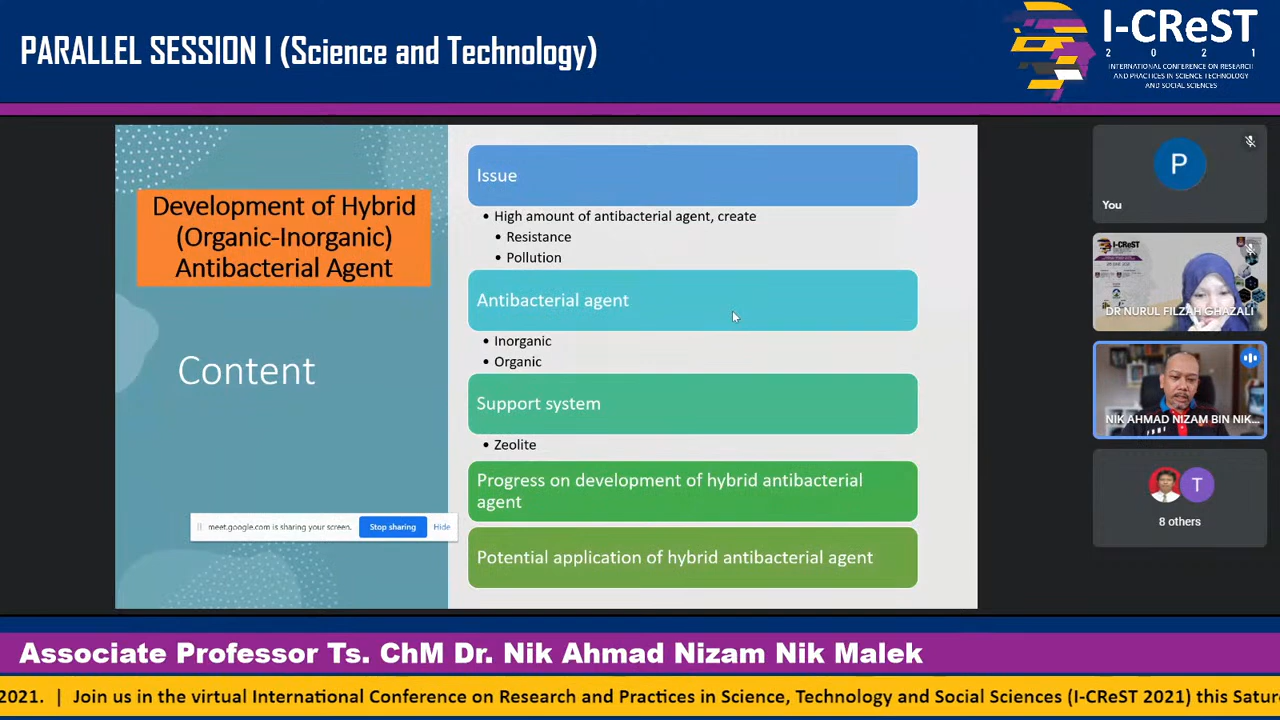 PARALLEL SESSION I (Science and Technology)
I-CReST
2 0 2 1
INTERNATIONAL CONFERENCE ON RESEARCH
AND PRACTICES IN SCIENCE TECHNOLOGY
AND SOCIAL SCIENCES
Development of Hybrid
(Organic-Inorganic)
Antibacterial Agent
Content
meet.google.com is sharing your screen.
Stop sharing
Hide
Issue
• High amount of antibacterial agent, create
• Resistance
• Pollution
Antibacterial agent
• Inorganic
• Organic
Support system
• Zeolite
Progress on development of hybrid antibacterial
agent
Potential application of hybrid antibacterial agent
P
You
I-CReST
DR NURUL FILZAH GHAZALI
NIK AHMAD NIZAM BIN NIK...
T
8 others
Associate Professor Ts. ChM Dr. Nik Ahmad Nizam Nik Malek
2021. | Join us in the virtual International Conference on Research and Practices in Science, Technology and Social Sciences (I-CReST 2021) this Satur